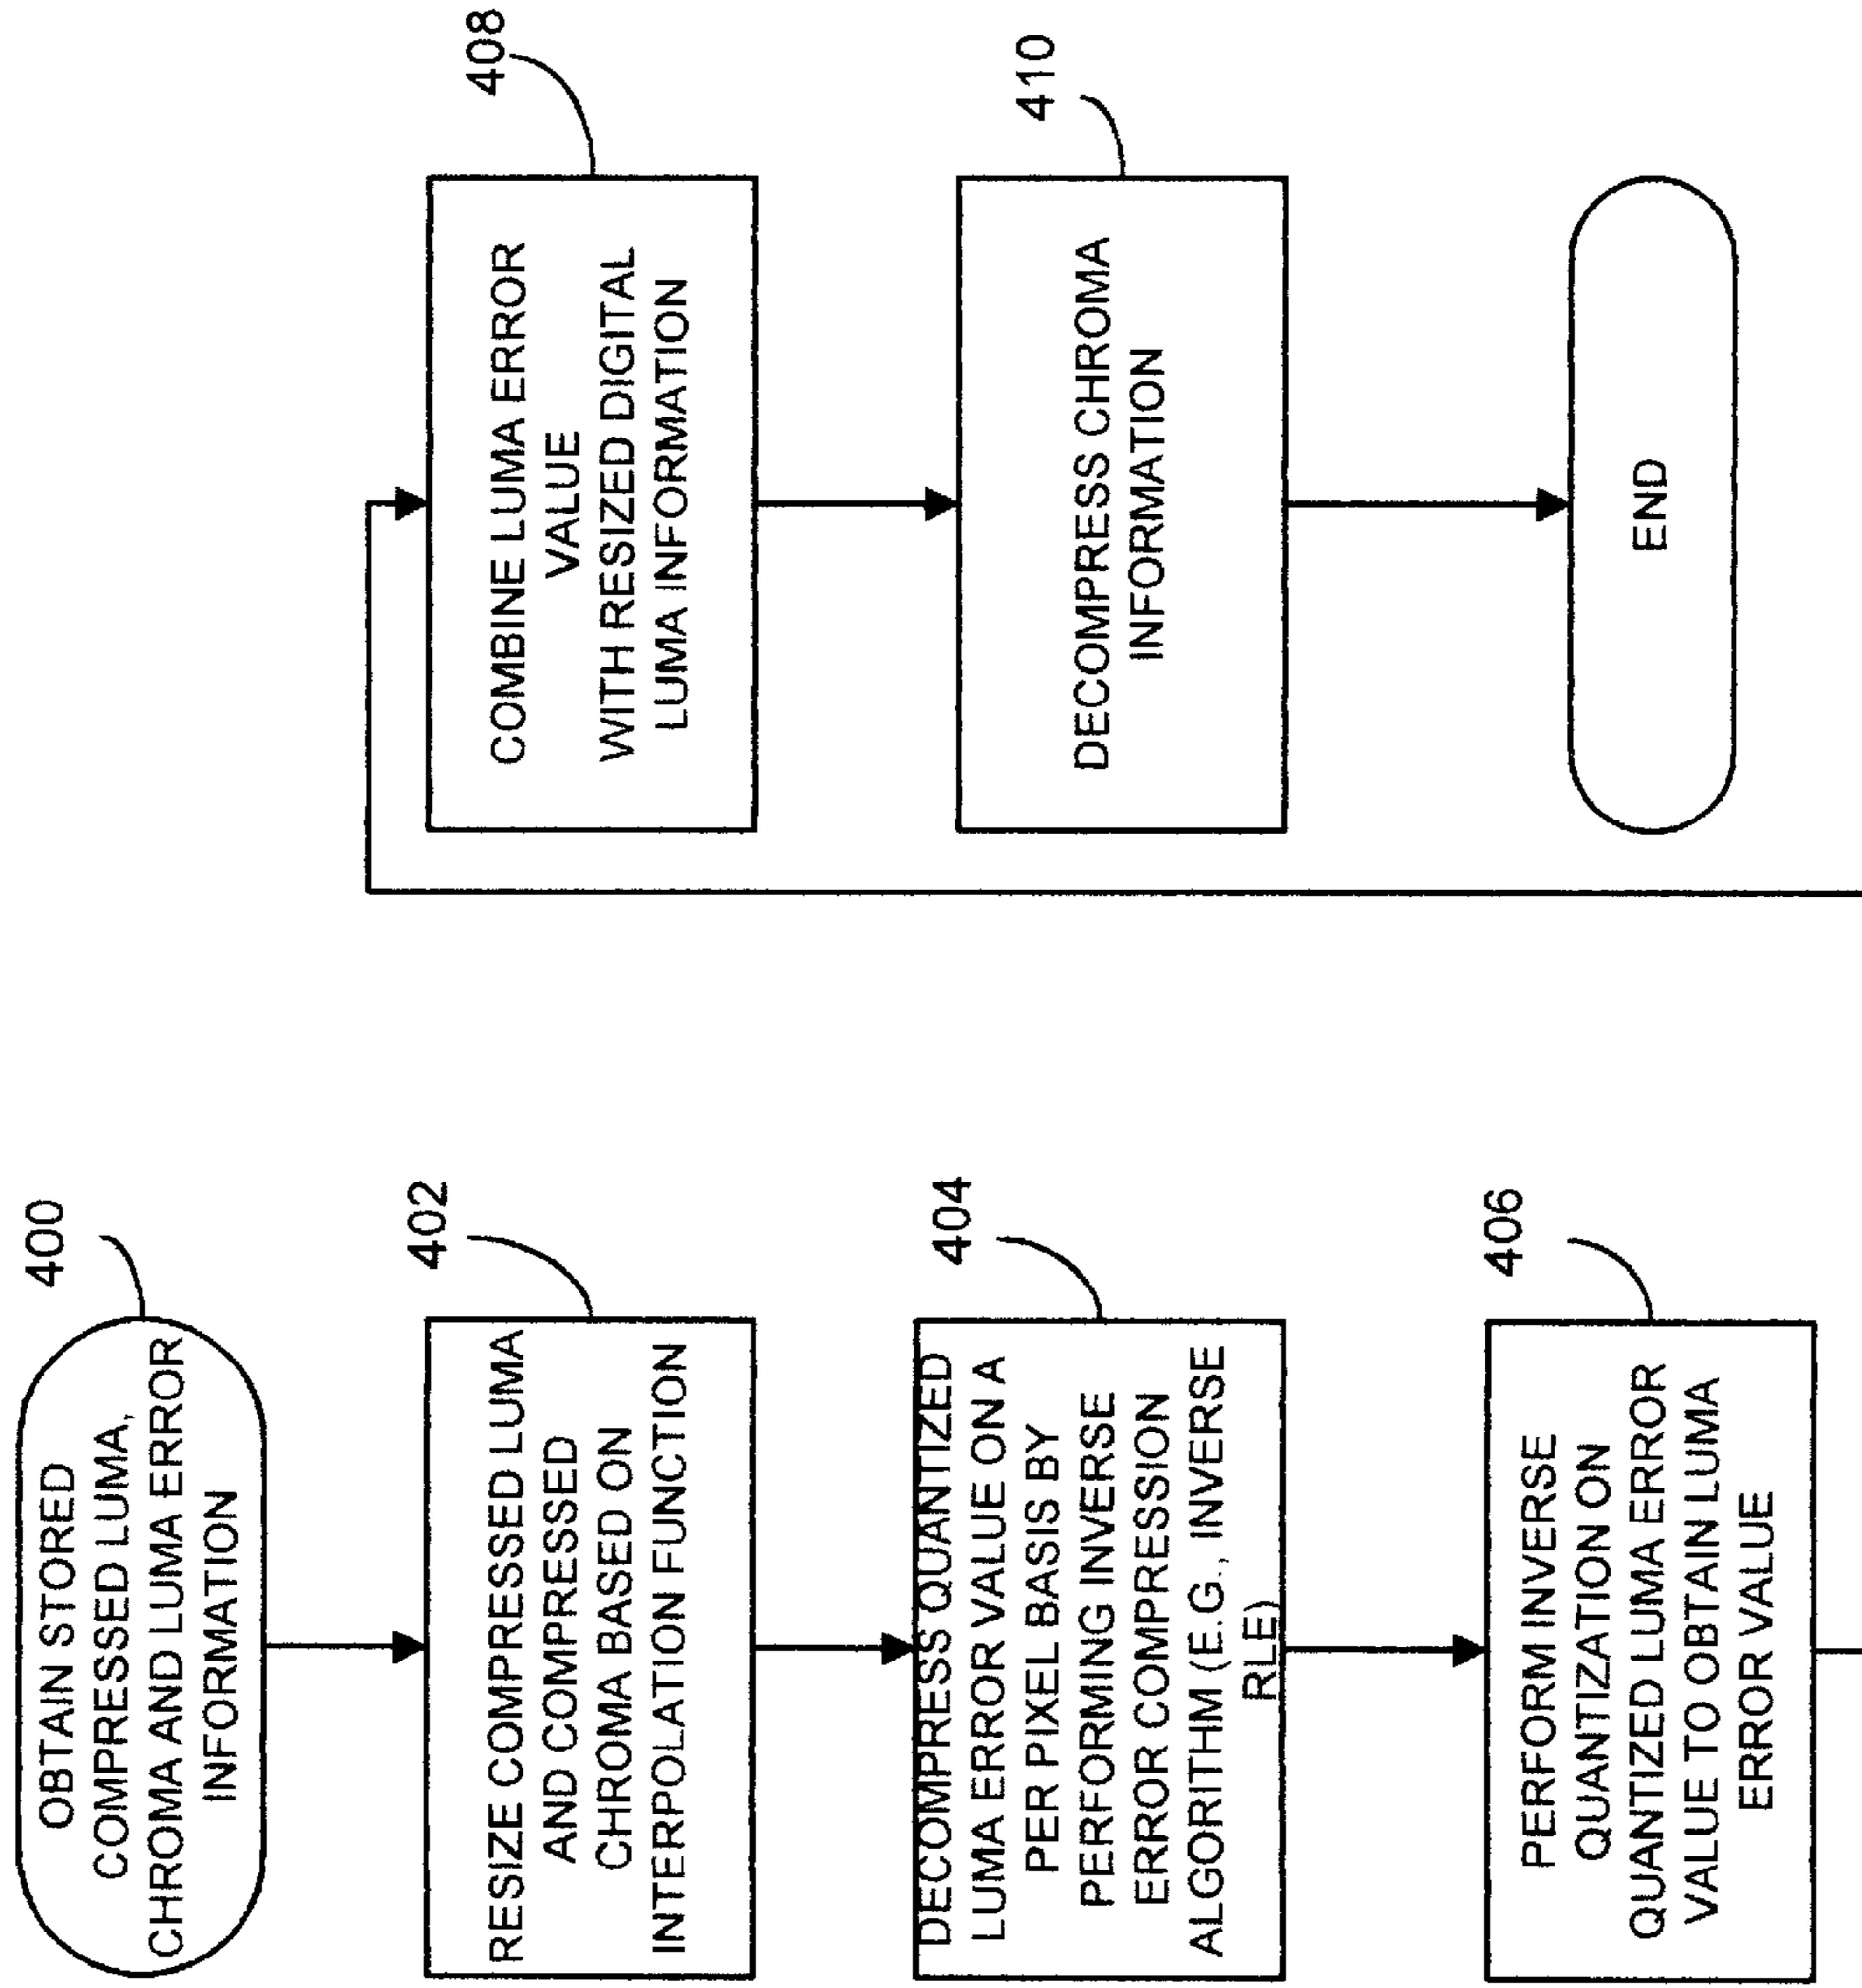 400
OBTAIN STORED
COMPRESSED LUMA,
CHROMA AND LUMA ERROR
INFORMATION
402
RESIZE COMPRESSED LUMA
AND COMPRESSED
CHROMA BASED ON
INTERPOLATION FUNCTION
404
DECOMPRESS QUANTIZED
LUMA ERROR VALUE ON A
PER PIXEL BASIS BY
PERFORMING INVERSE
ERROR COMPRESSION
ALGORITHM (E.G., INVERSE
RLE)
406
PERFORM INVERSE
QUANTIZATION ON
QUANTIZED LUMA ERROR
VALUE TO OBTAIN LUMA
ERROR VALUE
408
COMBINE LUMA ERROR
VALUE
WITH RESIZED DIGITAL
LUMA INFORMATION
410
DECOMPRESS CHROMA
INFORMATION
END